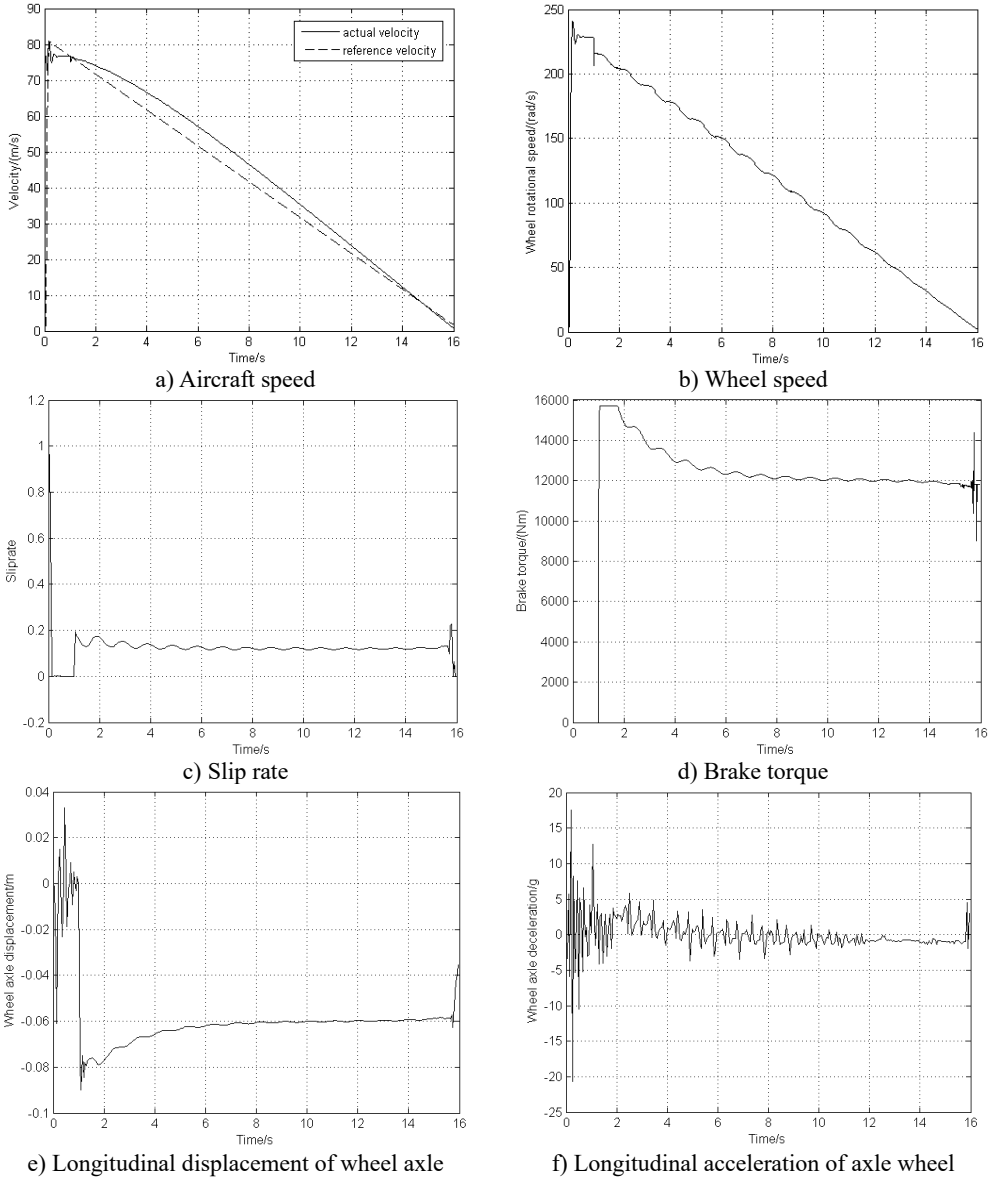 90
80
70
60
50
40
30
20
10
0
0 2 4 6 8 10 12 14 16
Velocity/(m/s)
Time/s
actual velocity
reference velocity
a) Aircraft speed
250
200
150
100
50
0
0 2 4 6 8 10 12 14 16
Wheel rotational speed/(rad/s)
Time/s
b) Wheel speed
1.2
1
0.8
0.6
0.4
0.2
0
-0.2
0 2 4 6 8 10 12 14 16
Sliprate
Time/s
c) Slip rate
16000
14000
12000
10000
8000
6000
4000
2000
0
0 2 4 6 8 10 12 14 16
Brake torque/(Nm)
Time/s
d) Brake torque
0.04
0.02
0
-0.02
-0.04
-0.06
-0.08
-0.1
0 2 4 6 8 10 12 14 16
Wheel axle displacement/m
Time/s
e) Longitudinal displacement of wheel axle
20
15
10
5
0
-5
-10
-15
-20
-25
0 2 4 6 8 10 12 14 16
Wheel axle deceleration/g
Time/s
f) Longitudinal acceleration of axle wheel